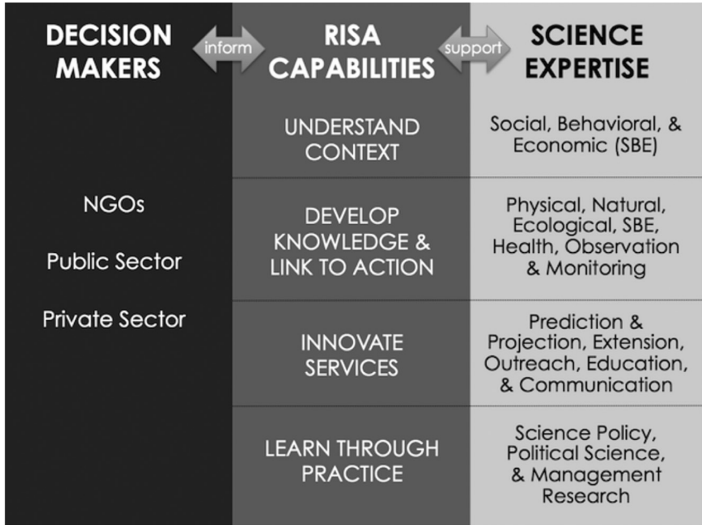 DECISION
MAKERS
inform
RISA
CAPABILITIES
support
SCIENCE
EXPERTISE
NGOs
Public Sector
Private Sector
UNDERSTAND
CONTEXT
Social, Behavioral, &
Economic (SBE)
DEVELOP
KNOWLEDGE &
LINK TO ACTION
Physical, Natural,
Ecological, SBE,
Health, Observation
& Monitoring
INNOVATE
SERVICES
Prediction &
Projection, Extension,
Outreach, Education,
& Communication
LEARN THROUGH
PRACTICE
Science Policy,
Political Science,
& Management
Research